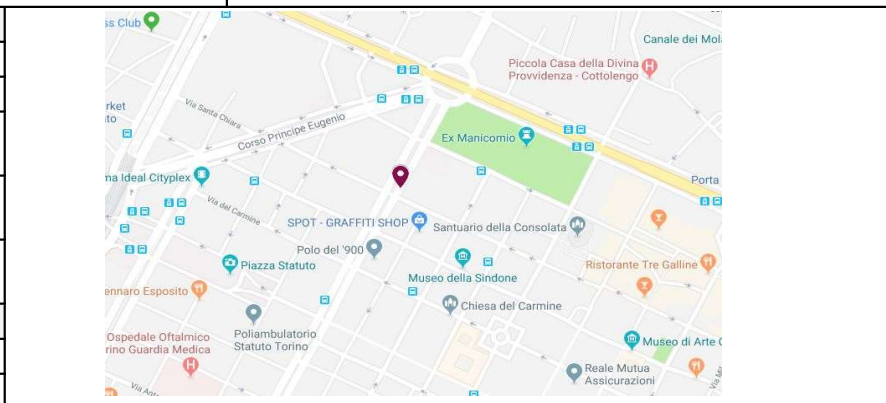 ss Club
Canale dei Mol
Piccola Casa della Divina
Provvidenza - Cottolengo
rket
to
Via Santa Chiara
Corso Principe Eugenio
Ex Manicomio
ma Ideal Cityplex
Porta
Via del Carmine
SPOT - GRAFFITI SHOP
Santuario della Consolata
Polo del '900
Piazza Statuto
Museo della Sindone
Ristorante Tre Galline
ennaro Esposito
Chiesa del Carmine
Ospedale Oftalmico
rino Guardia Medica
Poliambulatorio
Statuto Torino
Museo di Arte O
Reale Mutua
Assicurazioni
Via Ant